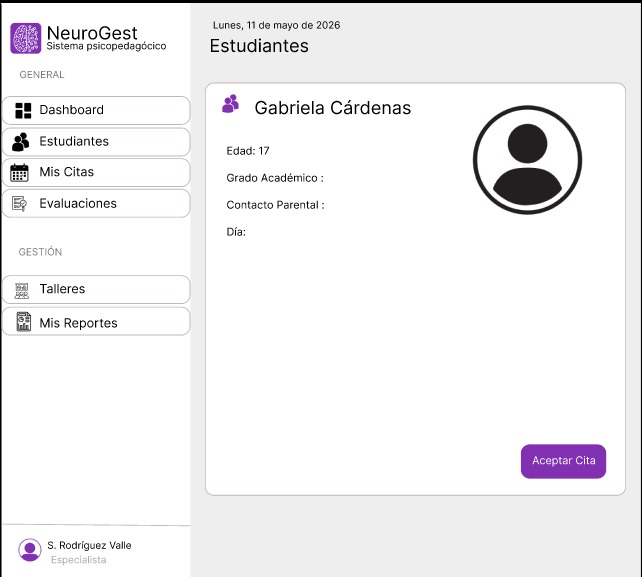 NeuroGest
Sistema psicopedagócico
GENERAL
Dashboard
Estudiantes
Mis Citas
Evaluaciones
GESTIÓN
Talleres
Mis Reportes
S. Rodríguez Valle
Especialista
Lunes, 11 de mayo de 2026
Estudiantes
Gabriela Cárdenas
Edad: 17
Grado Académico :
Contacto Parental :
Día:
Aceptar Cita